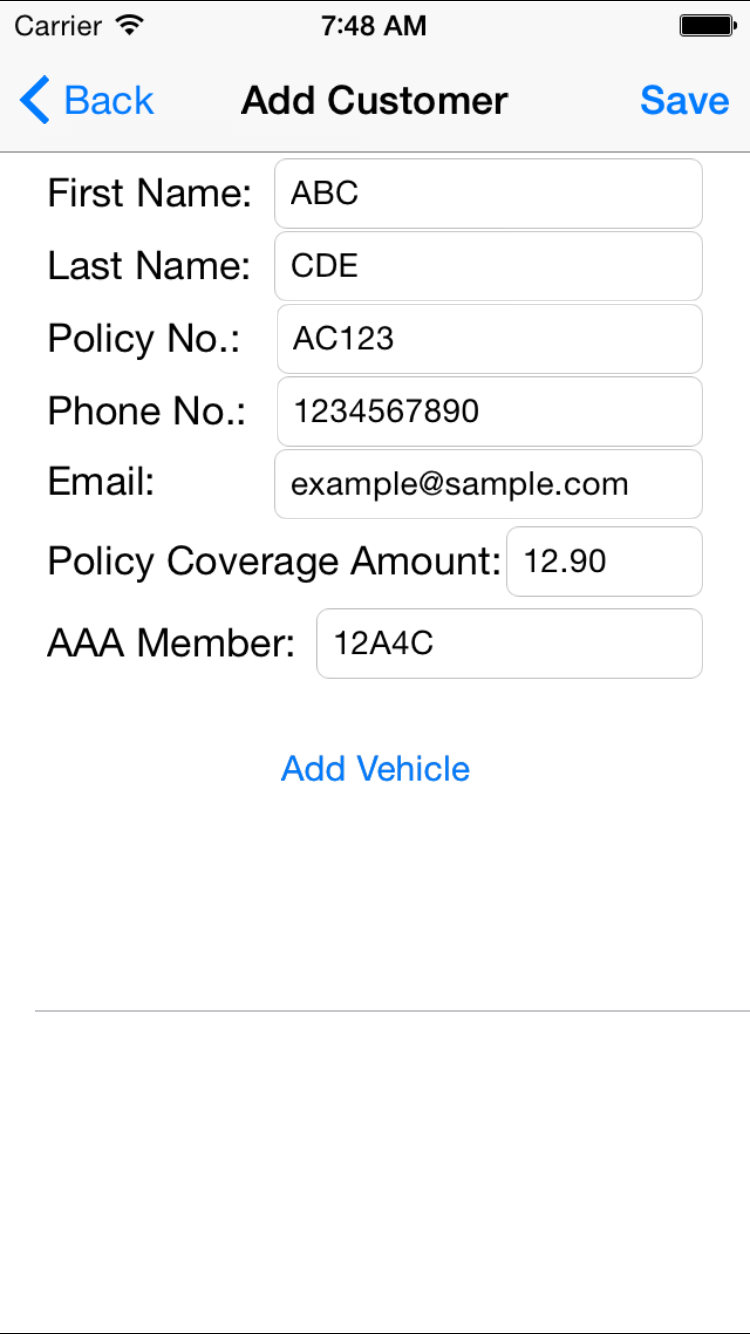 Carrier 7:48 AM
Back Add Customer Save
First Name: ABC
Last Name: CDE
Policy No.: AC123
Phone No.: 1234567890
Email: example@sample.com
Policy Coverage Amount: 12.90
AAA Member: 12A4C
Add Vehicle